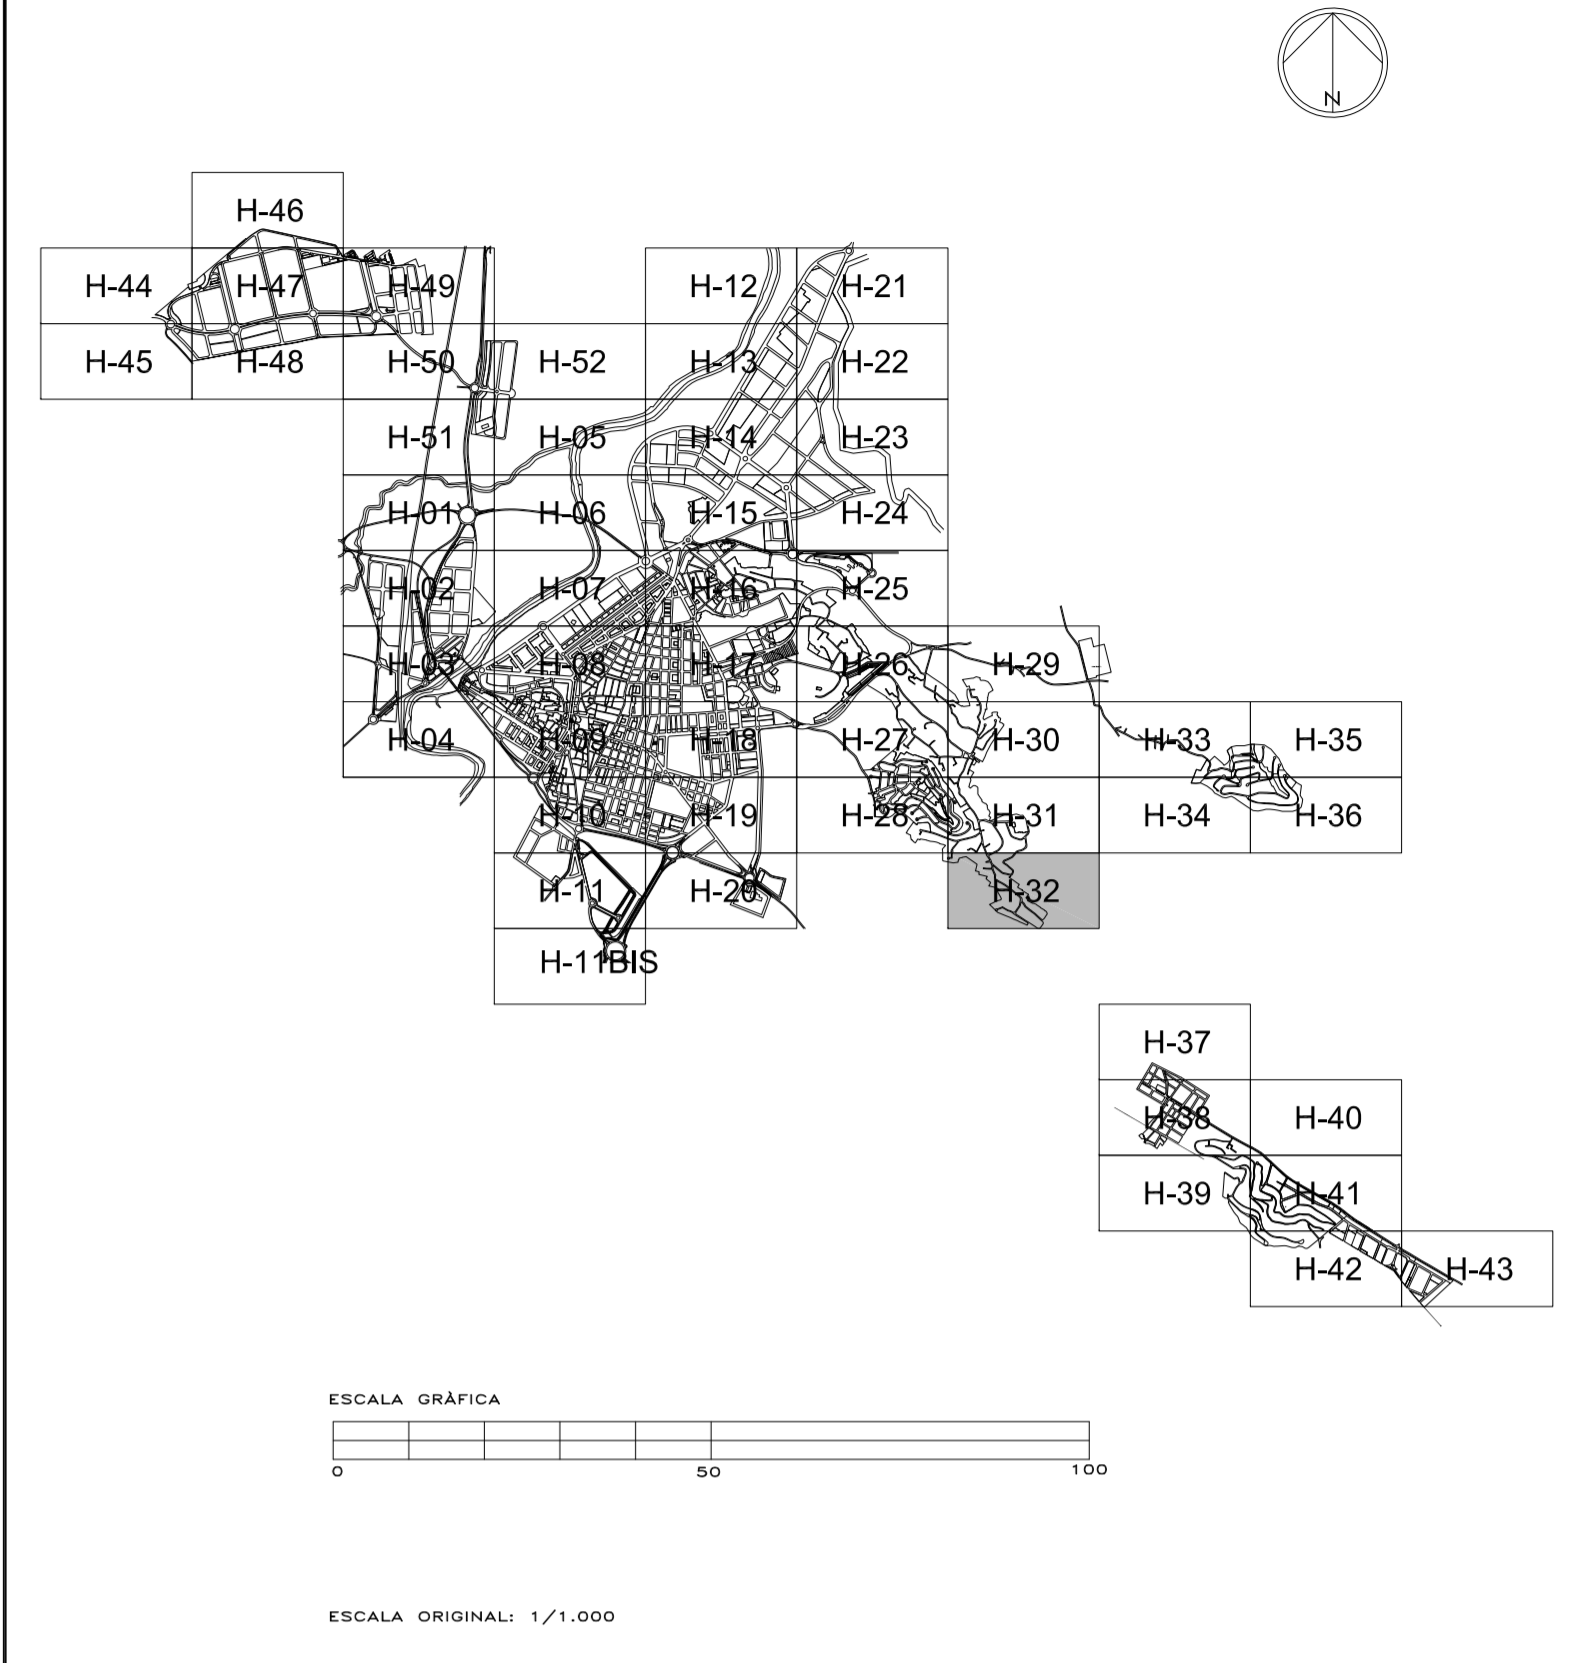 N
H-46
H-44 H-47 H-49 H-12 H-21
H-45 H-48 H-50 H-52 H-13 H-22
H-51 H-05 H-14 H-23
H-01 H-06 H-15 H-24
H-02 H-07 H-16 H-25
H-03 H-08 H-17 H-26 H-29
H-04 H-09 H-18 H-27 H-30 H-33 H-35
H-10 H-19 H-28 H-31 H-34 H-36
H-11 H-20 H-32
H-11BIS
H-37
H-38 H-40
H-39 H-41
H-42 H-43
ESCALA GRÀFICA
0 50 100
ESCALA ORIGINAL: 1/1.000